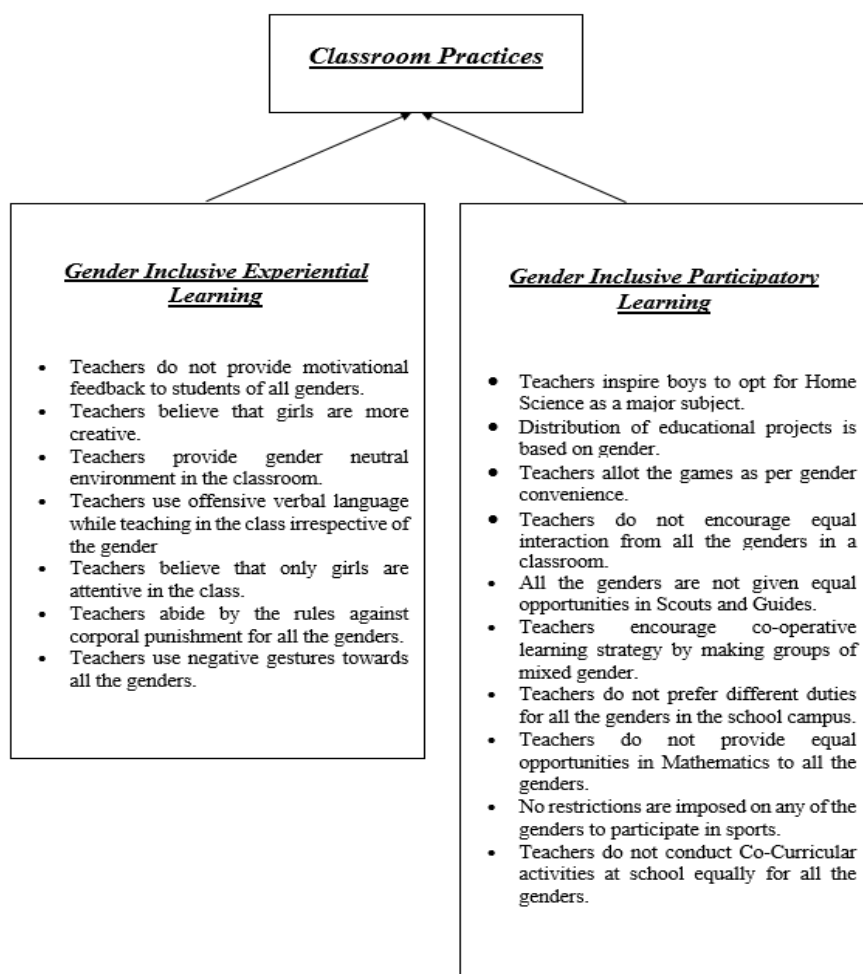 Classroom Practices
Gender Inclusive Experiential
Learning
• Teachers do not provide motivational
feedback to students of all genders.
• Teachers believe that girls are more
creative.
• Teachers provide gender neutral
environment in the classroom.
• Teachers use offensive verbal language
while teaching in the class irrespective of
the gender
• Teachers believe that only girls are
attentive in the class.
• Teachers abide by the rules against
corporal punishment for all the genders.
• Teachers use negative gestures towards
all the genders.
Gender Inclusive Participatory
Learning
• Teachers inspire boys to opt for Home
Science as a major subject.
• Distribution of educational projects is
based on gender.
• Teachers allot the games as per gender
convenience.
• Teachers do not encourage equal
interaction from all the genders in a
classroom.
• All the genders are not given equal
opportunities in Scouts and Guides.
• Teachers encourage co-operative
learning strategy by making groups of
mixed gender.
• Teachers do not prefer different duties
for all the genders in the school campus.
• Teachers do not provide equal
opportunities in Mathematics to all the
genders.
• No restrictions are imposed on any of the
genders to participate in sports.
• Teachers do not conduct Co-Curricular
activities at school equally for all the
genders.